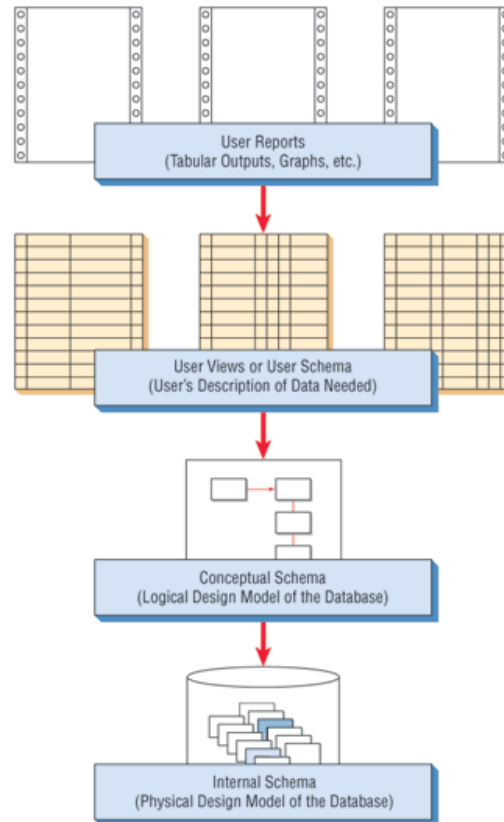 User Reports
(Tabular Outputs, Graphs, etc.)
User Views or User Schema
(User's Description of Data Needed)
Conceptual Schema
(Logical Design Model of the Database)
Internal Schema
(Physical Design Model of the Database)